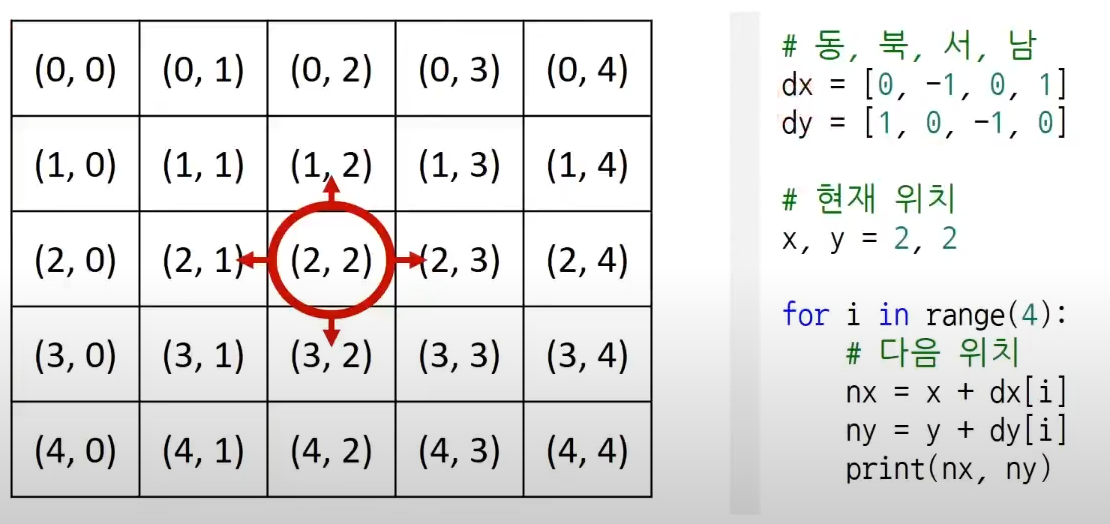 (0, 0) (0, 1) (0, 2) (0, 3) (0, 4)
(1, 0) (1, 1) (1, 2) (1, 3) (1, 4)
(2, 0) (2, 1) (2, 2) (2, 3) (2, 4)
(3, 0) (3, 1) (3, 2) (3, 3) (3, 4)
(4, 0) (4, 1) (4, 2) (4, 3) (4, 4)
# 동, 북, 서, 남
dx = [0, -1, 0, 1]
dy = [1, 0, -1, 0]
# 현재 위치
x, y = 2, 2
for i in range(4):
    # 다음 위치
    nx = x + dx[i]
    ny = y + dy[i]
    print(nx, ny)